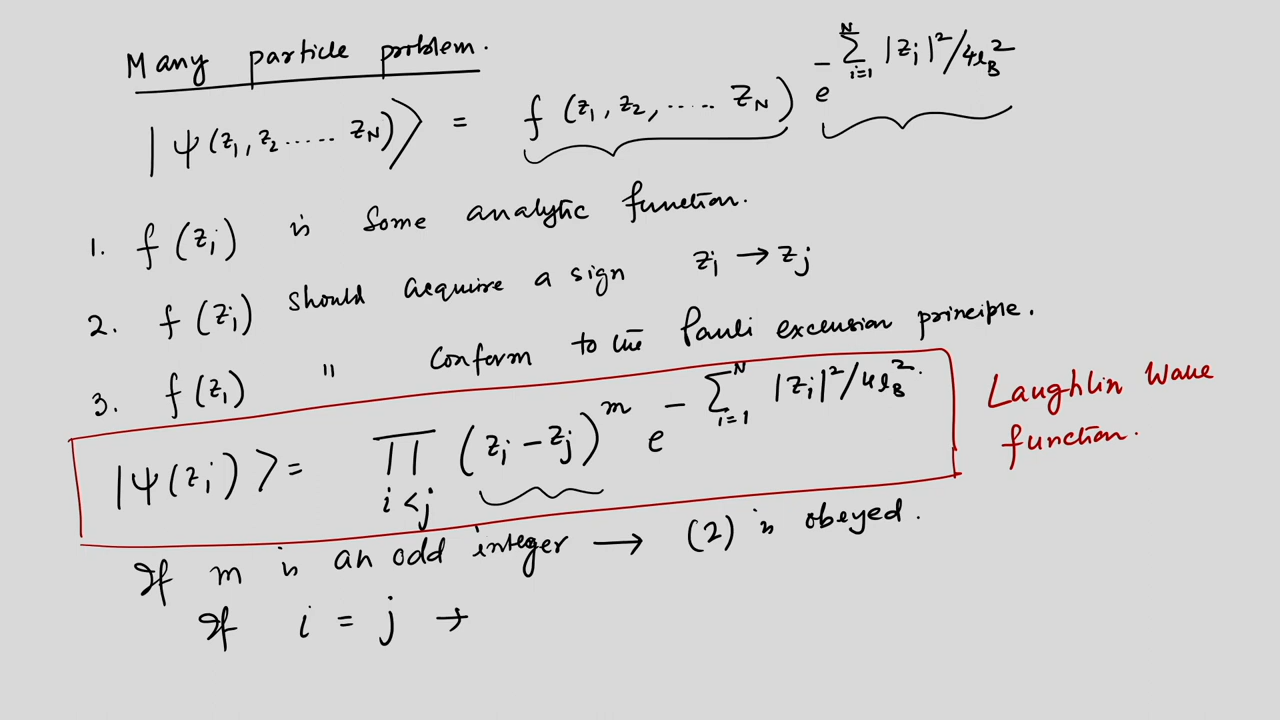 Many particle problem.
|ψ(z₁, z₂ ..... z_N)⟩ = f (z₁, z₂, ..... z_N) e^{-∑_{i=1}^{N} |z_i|²/4ℓ_B²}
1. f(z_i) is some analytic function.
2. f(z_i) should acquire a sign z_i → z_j
3. f(z_i) " conform to the Pauli excension principle.
|ψ(z_i)⟩ = ∏_{i<j} (z_i - z_j)^m e^{-∑_{i=1}^{N} |z_i|²/4ℓ_B²}.
Laughlin wave
function.
If m is an odd integer → (2) is obeyed.
If i = j →